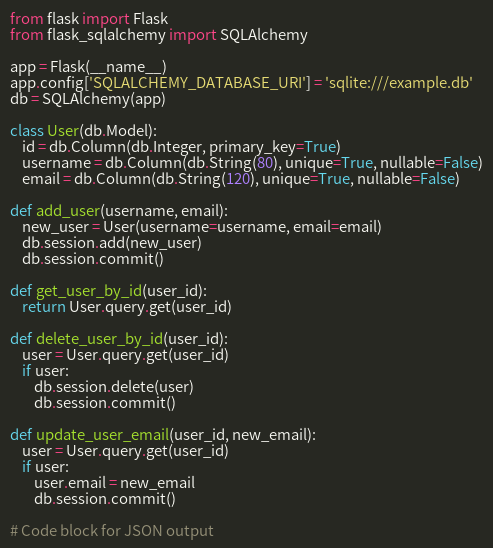 from flask import Flask
from flask_sqlalchemy import SQLAlchemy

app = Flask(__name__)
app.config['SQLALCHEMY_DATABASE_URI'] = 'sqlite:///example.db'
db = SQLAlchemy(app)

class User(db.Model):
    id = db.Column(db.Integer, primary_key=True)
    username = db.Column(db.String(80), unique=True, nullable=False)
    email = db.Column(db.String(120), unique=True, nullable=False)

def add_user(username, email):
    new_user = User(username=username, email=email)
    db.session.add(new_user)
    db.session.commit()

def get_user_by_id(user_id):
    return User.query.get(user_id)

def delete_user_by_id(user_id):
    user = User.query.get(user_id)
    if user:
        db.session.delete(user)
        db.session.commit()

def update_user_email(user_id, new_email):
    user = User.query.get(user_id)
    if user:
        user.email = new_email
        db.session.commit()

# Code block for JSON output